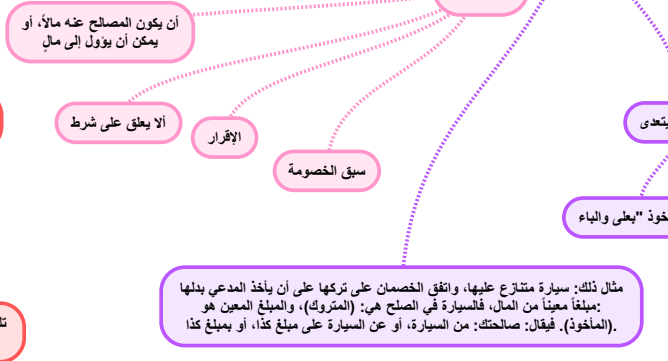 أن يكون المصالح عنه مالاً، أو
يمكن أن يؤول إلى مالٍ
ألا يعلق على شرط
الإقرار
سبق الخصومة
يتعدى
خوذ "بعلى والباء
مثال ذلك: سيارة متنازع عليها، واتفق الخصمان على تركها على أن يأخذ المدعي بدلها
مبلغاً معيناً من المال، فالسيارة في الصلح هي: (المتروك)، والمبلغ المعين هو:
(المأخوذ). فيقال: صالحتك: من السيارة، أو عن السيارة على مبلغ كذا، أو بمبلغ كذا.